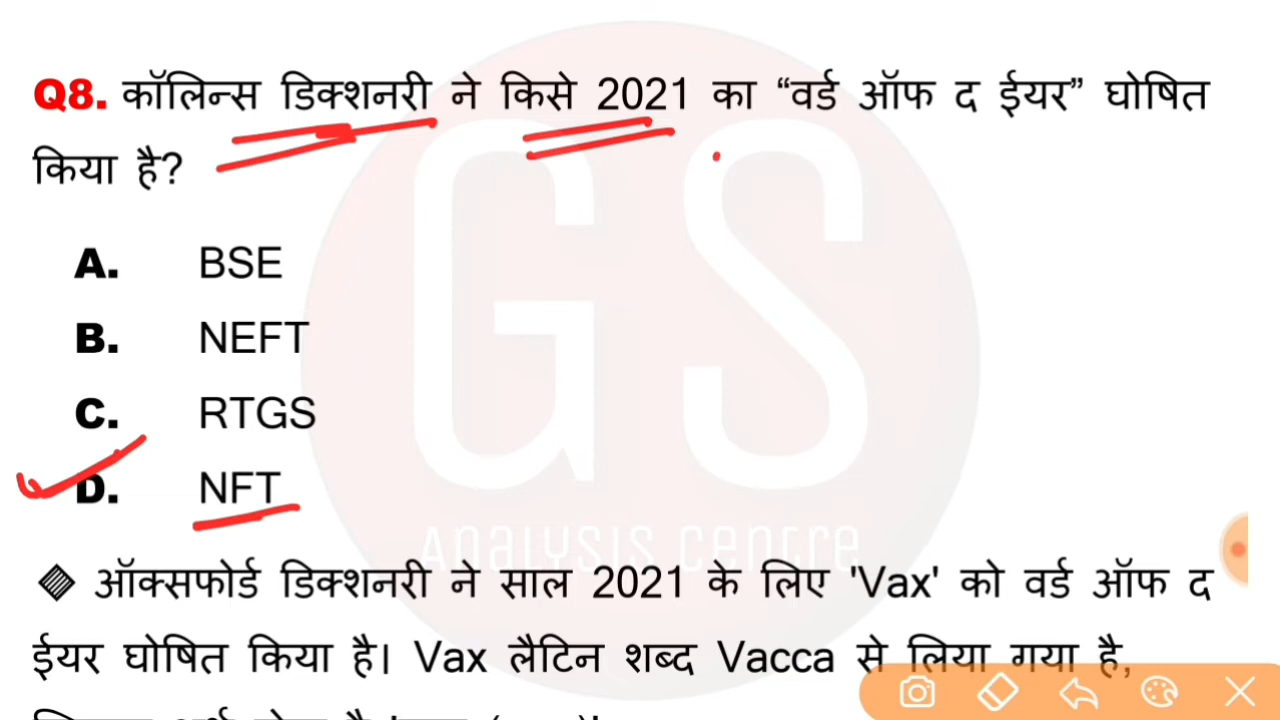 Q8. कॉलिन्स डिक्शनरी ने किसे 2021 का “वर्ड ऑफ द ईयर” घोषित
किया है?
A. BSE
B. NEFT
C. RTGS
D. NFT
ऑक्सफोर्ड डिक्शनरी ने साल 2021 के लिए 'Vax' को वर्ड ऑफ द
ईयर घोषित किया है। Vax लैटिन शब्द Vacca से लिया गया है,
GS
Analysis Centre